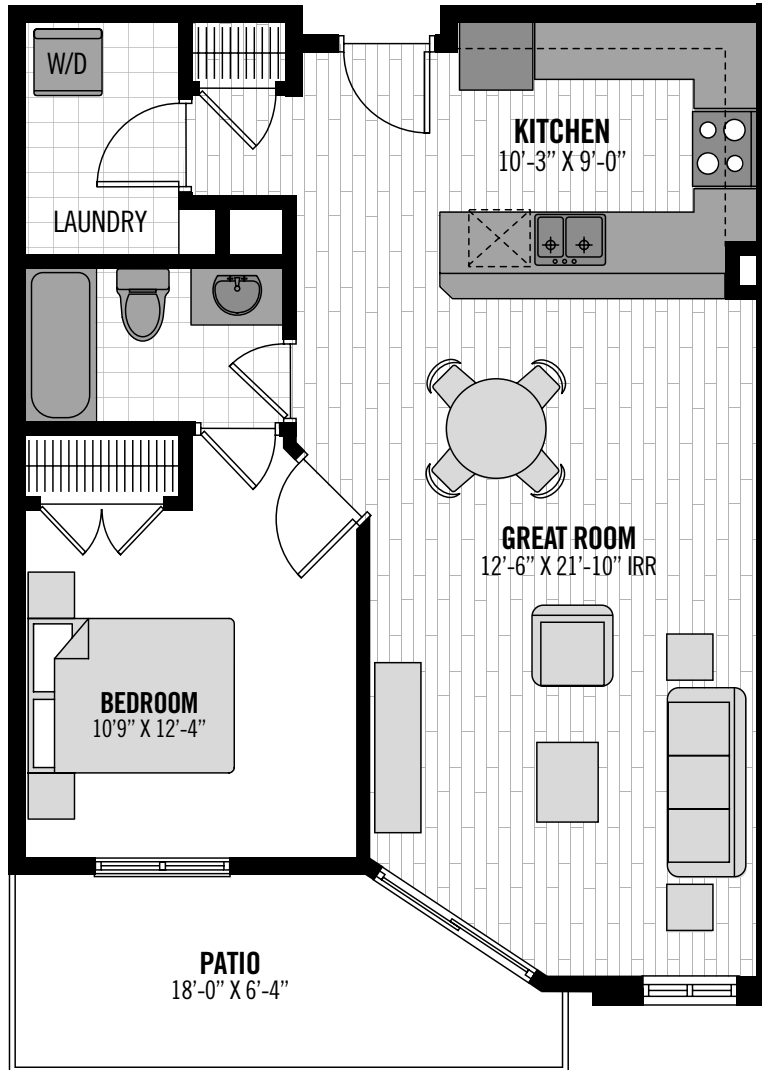 W/D
KITCHEN
10’-3” X 9’-0”
LAUNDRY
GREAT ROOM
12’-6” X 21’-10” IRR
BEDROOM
10’9” X 12’-4”
PATIO
18’-0” X 6’-4”